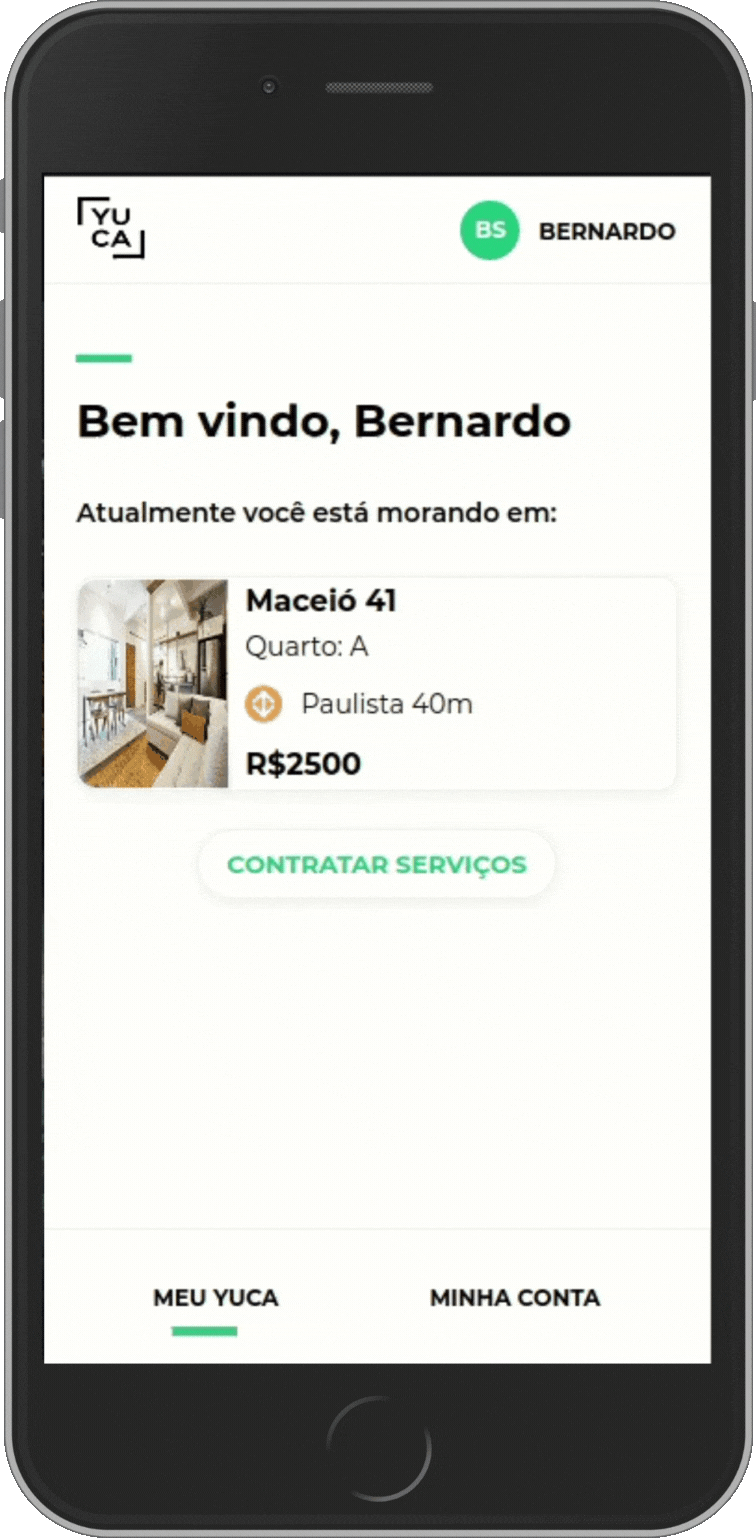 YU
CA
BS
BERNARDO
Bem vindo, Bernardo
Atualmente você está morando em:
Maceió 41
Quarto: A
Paulista 40m
R$2500
CONTRATAR SERVIÇOS
MEU YUCA
MINHA CONTA